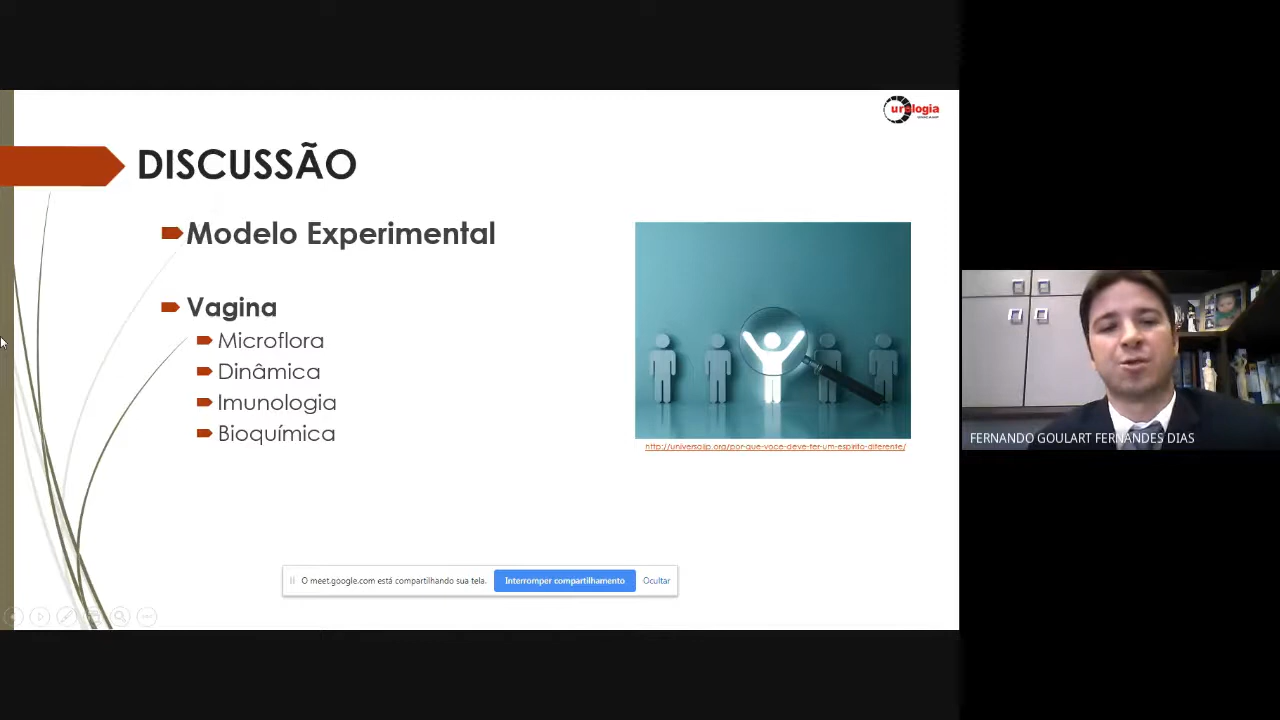 urologia
DISCUSSÃO
Modelo Experimental
Vagina
Microflora
Dinâmica
Imunologia
Bioquímica
http://universalip.org/por-que-voce-deve-ter-um-espirito-diferente/
O meet.google.com está compartilhando sua tela.
Interromper compartilhamento
Ocultar
FERNANDO GOULART FERNANDES DIAS